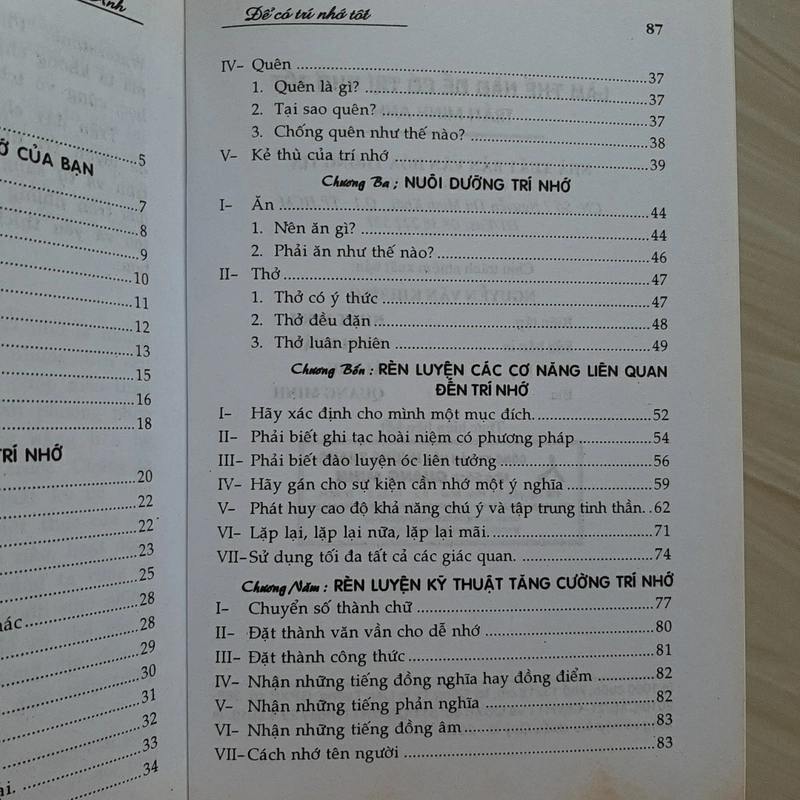 Ảnh
5
Ở CỦA BẠN
7
8
9
10
11
12
13
15
16
18
TRÍ NHỚ
20
22
22
23
25
28
hác 28
29
30
31
32
33
ài. 34
Để có trí nhớ tốt 87
IV– Quên 37
1. Quên là gì? 37
2. Tại sao quên? 37
3. Chống quên như thế nào? 38
V– Kẻ thù của trí nhớ 39
Chương Ba ; NUÔI DƯỠNG TRÍ NHỚ
I– Ăn 44
1. Nên ăn gì? 44
2. Phải ăn như thế nào? 46
II– Thở 47
1. Thở có ý thức 47
2. Thở đều đặn 48
3. Thở luân phiên 49
Chương Bốn : RÈN LUYỆN CÁC CƠ NĂNG LIÊN QUAN
ĐẾN TRÍ NHỚ
I– Hãy xác định cho mình một mục đích. 52
II– Phải biết ghi tạc hoài niệm có phương pháp 54
III– Phải biết đào luyện óc liên tưởng 56
IV– Hãy gán cho sự kiện cần nhớ một ý nghĩa 59
V– Phát huy cao độ khả năng chú ý và tập trung tinh thần. 62
VI– Lặp lại, lặp lại nữa, lặp lại mãi. 71
VII– Sử dụng tối đa tất cả các giác quan. 74
Chương Năm : RÈN LUYỆN KỸ THUẬT TĂNG CƯỜNG TRÍ NHỚ
I– Chuyển số thành chữ 77
II– Đặt thành văn vần cho dễ nhớ 80
III– Đặt thành công thức 81
IV– Nhận những tiếng đồng nghĩa hay đồng điểm 82
V– Nhận những tiếng phản nghĩa 82
VI– Nhận những tiếng đồng âm 83
VII– Cách nhớ tên người 83